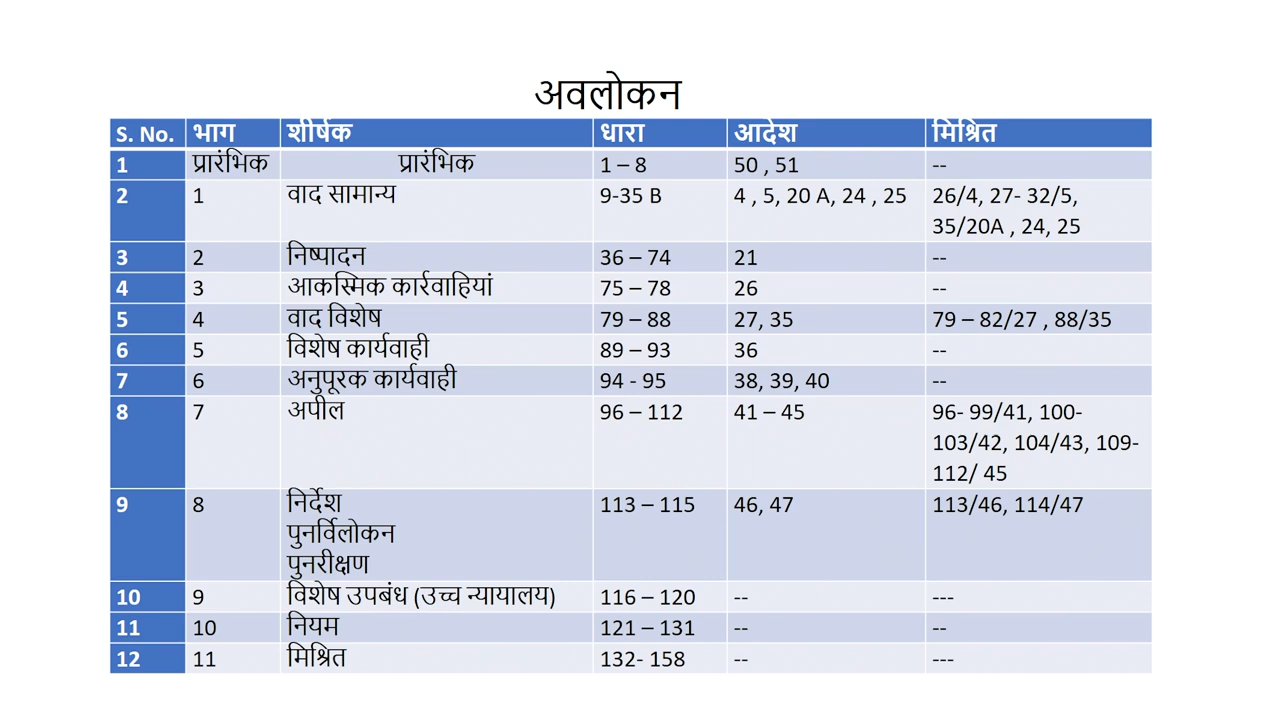 अवलोकन
S. No. भाग शीर्षक धारा आदेश मिश्रित
1 प्रारंभिक प्रारंभिक 1 – 8 50 , 51 --
2 1 वाद सामान्य 9-35 B 4 , 5, 20 A, 24 , 25 26/4, 27- 32/5,
35/20A , 24, 25
3 2 निष्पादन 36 – 74 21 --
4 3 आकस्मिक कार्रवाहियां 75 – 78 26 --
5 4 वाद विशेष 79 – 88 27, 35 79 – 82/27 , 88/35
6 5 विशेष कार्यवाही 89 – 93 36 --
7 6 अनुपूरक कार्यवाही 94 - 95 38, 39, 40 --
8 7 अपील 96 – 112 41 – 45 96- 99/41, 100-
103/42, 104/43, 109-
112/ 45
9 8 निर्देश 113 – 115 46, 47 113/46, 114/47
पुनर्विलोकन
पुनरीक्षण
10 9 विशेष उपबंध (उच्च न्यायालय) 116 – 120 -- ---
11 10 नियम 121 – 131 -- --
12 11 मिश्रित 132- 158 -- ---